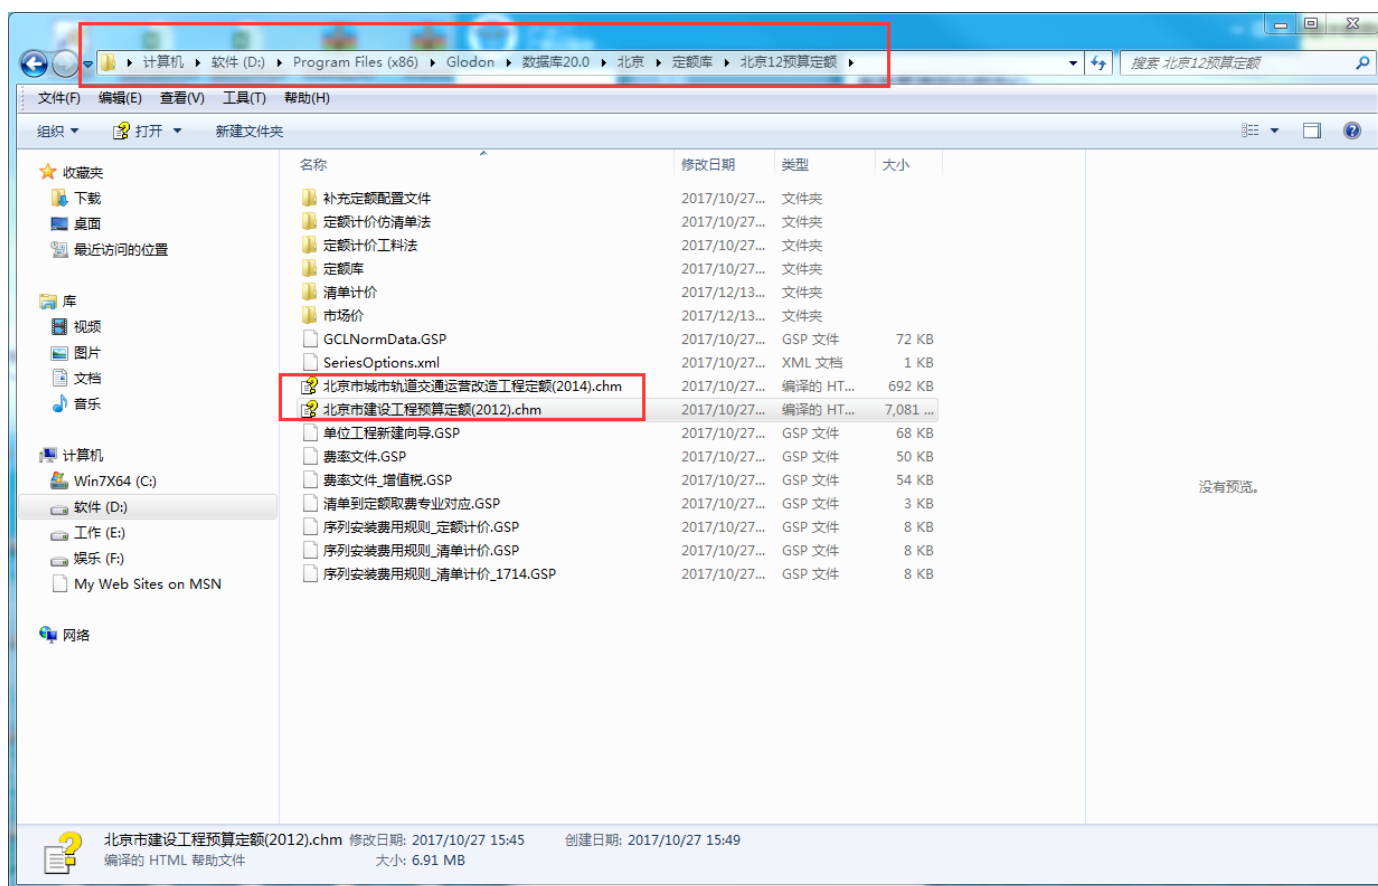 计算机 ▸ 软件 (D:) ▸ Program Files (x86) ▸ Glodon ▸ 数据库20.0 ▸ 北京 ▸ 定额库 ▸ 北京12预算定额 ▸ 搜索 北京12预算定额
文件(F) 编辑(E) 查看(V) 工具(T) 帮助(H)
组织 打开 新建文件夹
收藏夹
下载
桌面
最近访问的位置
库
视频
图片
文档
音乐
计算机
Win7X64 (C:)
软件 (D:)
工作 (E:)
娱乐 (F:)
My Web Sites on MSN
网络
名称 修改日期 类型 大小
补充定额配置文件 2017/10/27... 文件夹
定额计价仿清单法 2017/10/27... 文件夹
定额计价工料法 2017/10/27... 文件夹
定额库 2017/10/27... 文件夹
清单计价 2017/12/13... 文件夹
市场价 2017/12/13... 文件夹
GCLNormData.GSP 2017/10/27... GSP 文件 72 KB
SeriesOptions.xml 2017/10/27... XML 文档 1 KB
北京市城市轨道交通运营改造工程定额(2014).chm 2017/10/27... 编译的 HT... 692 KB
北京市建设工程预算定额(2012).chm 2017/10/27... 编译的 HT... 7,081 ...
单位工程新建向导.GSP 2017/10/27... GSP 文件 68 KB
费率文件.GSP 2017/10/27... GSP 文件 50 KB
费率文件_增值税.GSP 2017/10/27... GSP 文件 54 KB
清单到定额取费专业对应.GSP 2017/10/27... GSP 文件 3 KB
序列安装费用规则_定额计价.GSP 2017/10/27... GSP 文件 8 KB
序列安装费用规则_清单计价.GSP 2017/10/27... GSP 文件 8 KB
序列安装费用规则_清单计价_1714.GSP 2017/10/27... GSP 文件 8 KB
没有预览。
北京市建设工程预算定额(2012).chm 修改日期: 2017/10/27 15:45 创建日期: 2017/10/27 15:49
编译的 HTML 帮助文件 大小: 6.91 MB